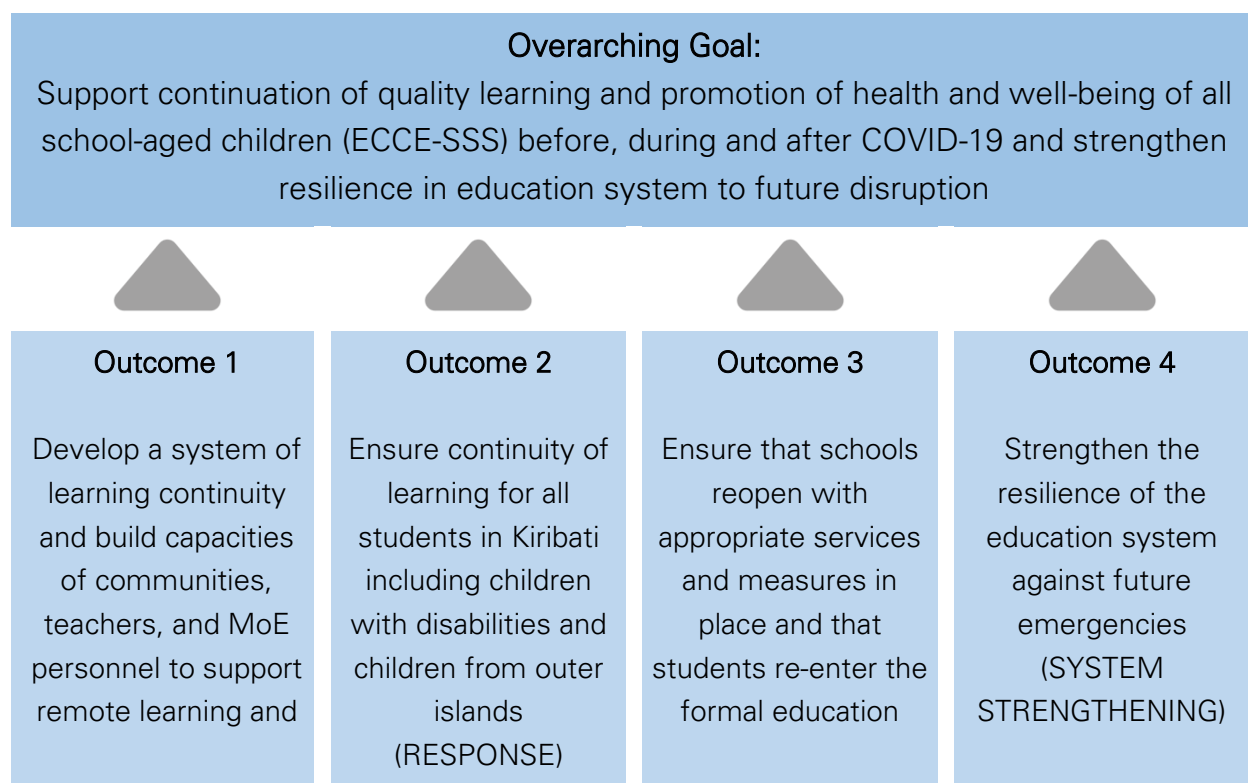 Overarching Goal:
Support continuation of quality learning and promotion of health and well-being of all
school-aged children (ECCE-SSS) before, during and after COVID-19 and strengthen
resilience in education system to future disruption
Outcome 1
Develop a system of
learning continuity
and build capacities
of communities,
teachers, and MoE
personnel to support
remote learning and
Outcome 2
Ensure continuity of
learning for all
students in Kiribati
including children
with disabilities and
children from outer
islands
(RESPONSE)
Outcome 3
Ensure that schools
reopen with
appropriate services
and measures in
place and that
students re-enter the
formal education
Outcome 4
Strengthen the
resilience of the
education system
against future
emergencies
(SYSTEM
STRENGTHENING)